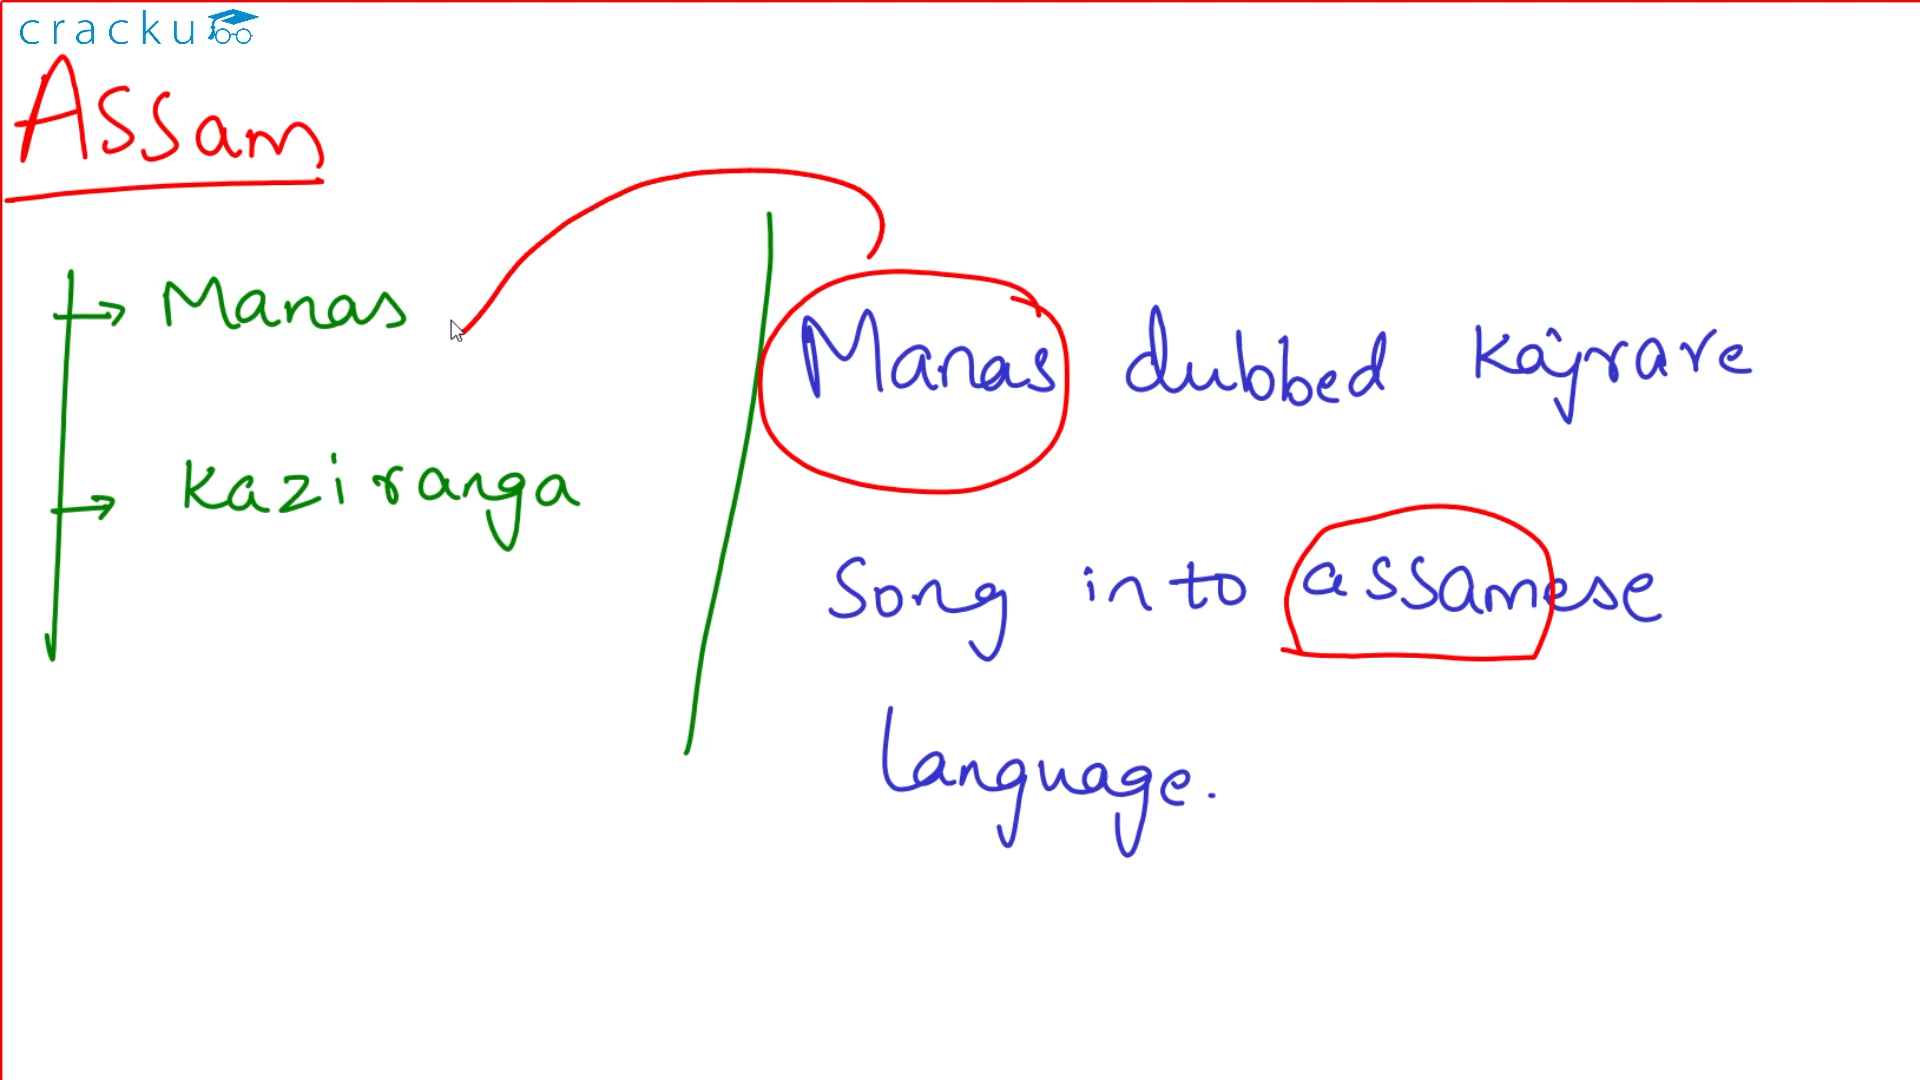 cracku
Assam
Manas
Kaziranga
Manas dubbed Kajrare
Song into assamese
language.